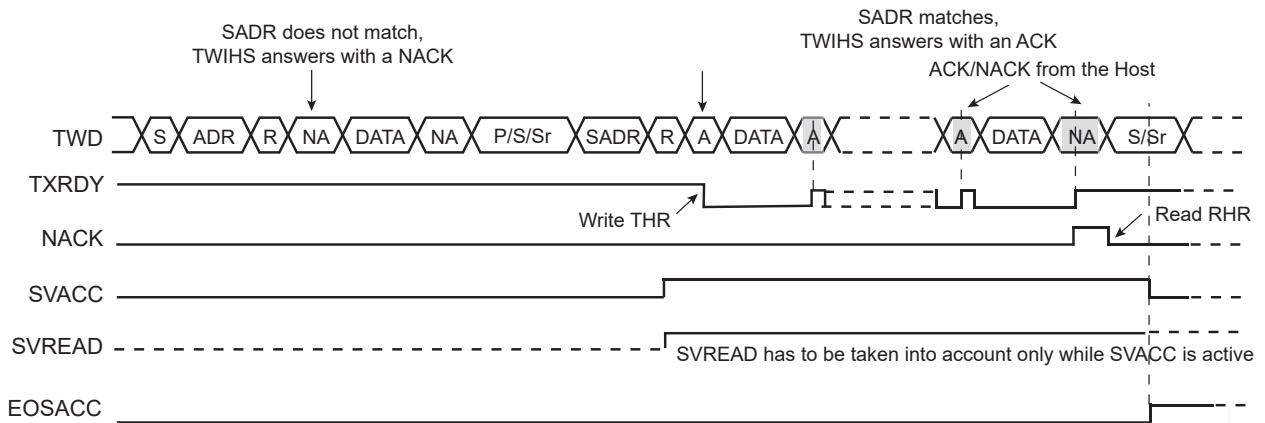 SADR does not match,
TWIHS answers with a NACK
SADR matches,
TWIHS answers with an ACK
ACK/NACK from the Host
TWD S ADR R NA DATA NA P/S/Sr SADR R A DATA A A DATA NA S/Sr
TXRDY
Write THR
Read RHR
NACK
SVACC
SVREAD
SVREAD has to be taken into account only while SVACC is active
EOSACC